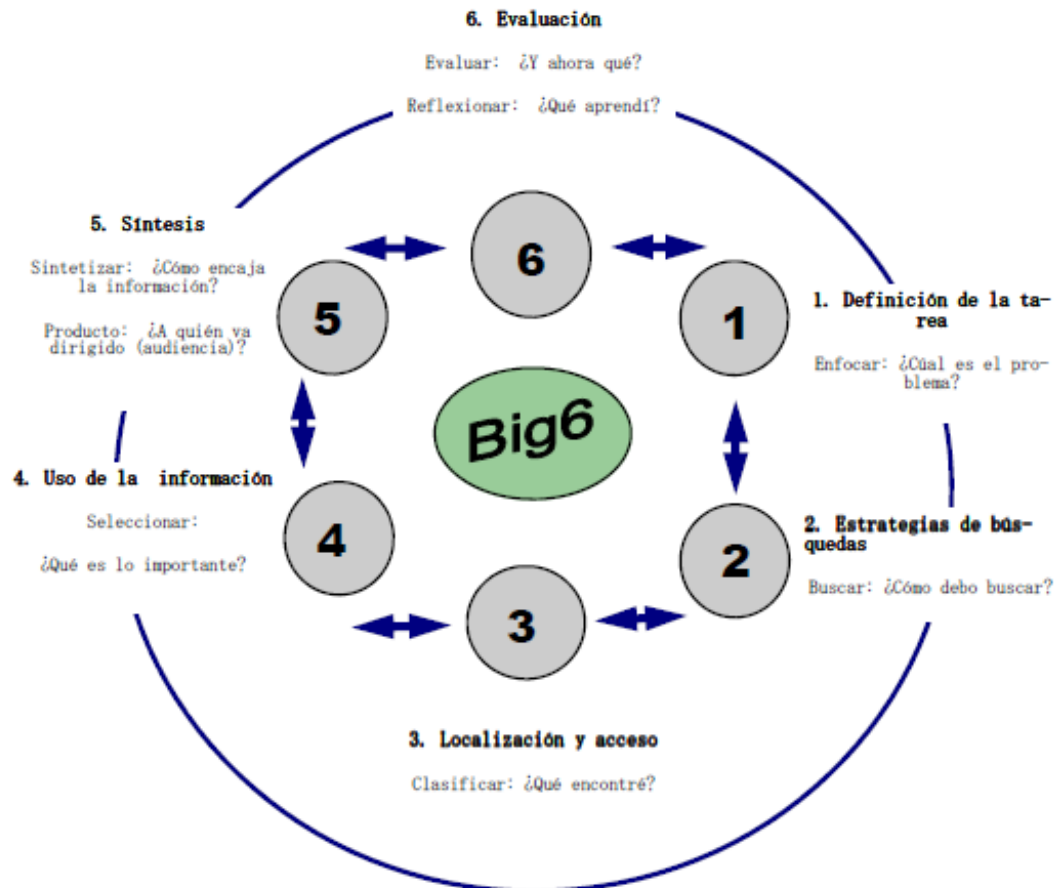 6. Evaluación
Evaluar: ¿Y ahora qué?
Reflexionar: ¿Qué aprendí?
6
1
1. Definición de la ta-
rea
Enfocar: ¿Cúal es el pro-
blema?
2
2. Estrategias de bús-
quedas
Buscar: ¿Cómo debo buscar?
3
3. Localización y acceso
Clasificar: ¿Qué encontré?
4
4. Uso de la información
Seleccionar:
¿Qué es lo importante?
5
5. Síntesis
Sintetizar: ¿Cómo encaja
la información?
Producto: ¿A quién va
dirigido (audiencia)?
Big6